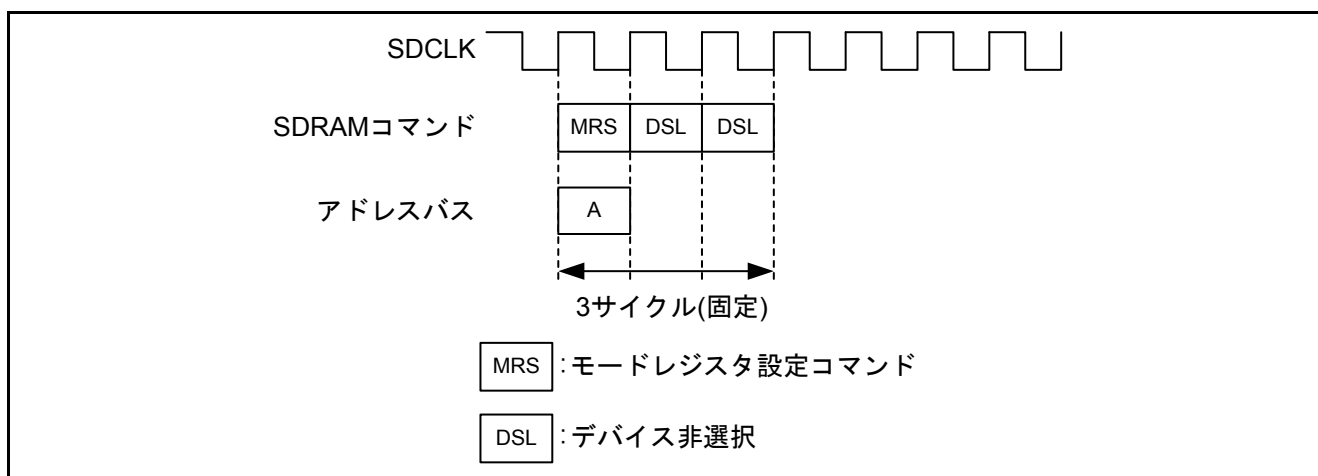 SDCLK
SDRAMコマンド
MRS DSL DSL
アドレスバス
A
3サイクル(固定)
MRS :モードレジスタ設定コマンド
DSL :デバイス非選択